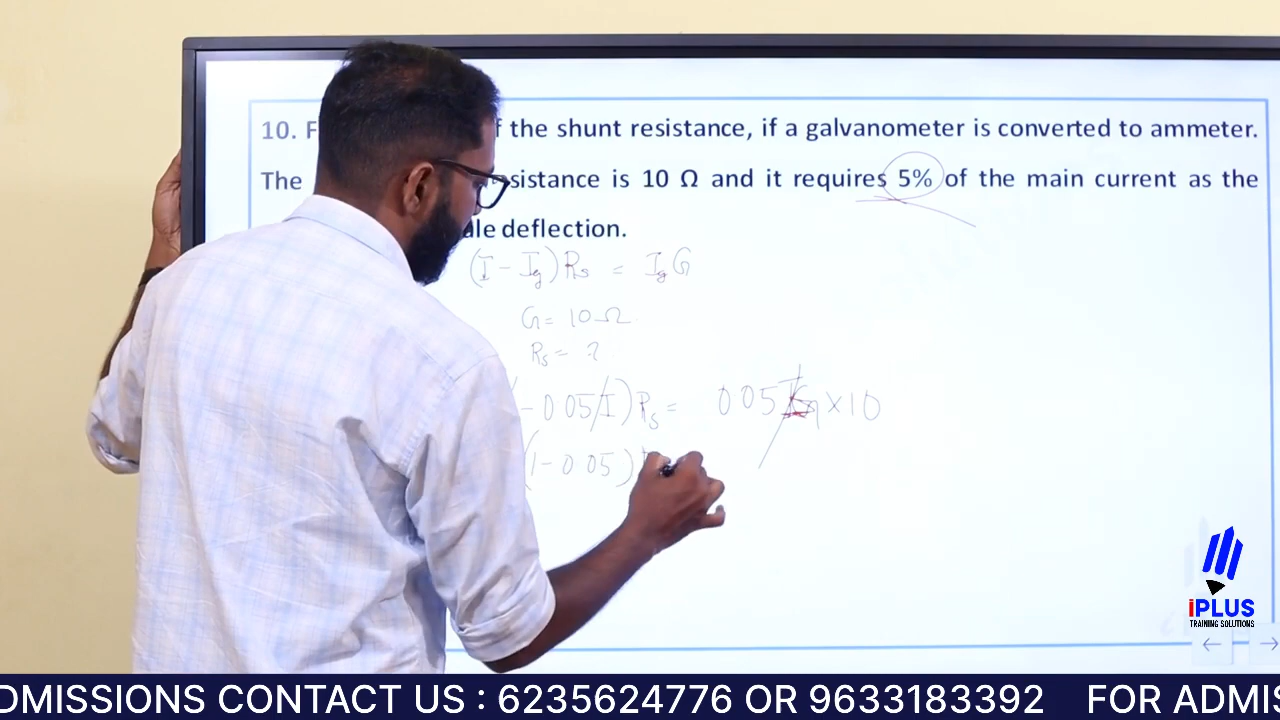 10. F f the shunt resistance, if a galvanometer is converted to ammeter.
The sistance is 10 Ω and it requires 5% of the main current as the
ale deflection.
(I - Ig) Rs = Ig G
G = 10 Ω
Rs = ?
- 0.05 I) Rs = 0.05 × 10
(1 - 0.05)
iPLUS
TRAINING SOLUTIONS
DMISSIONS CONTACT US : 6235624776 OR 9633183392 FOR ADMIS